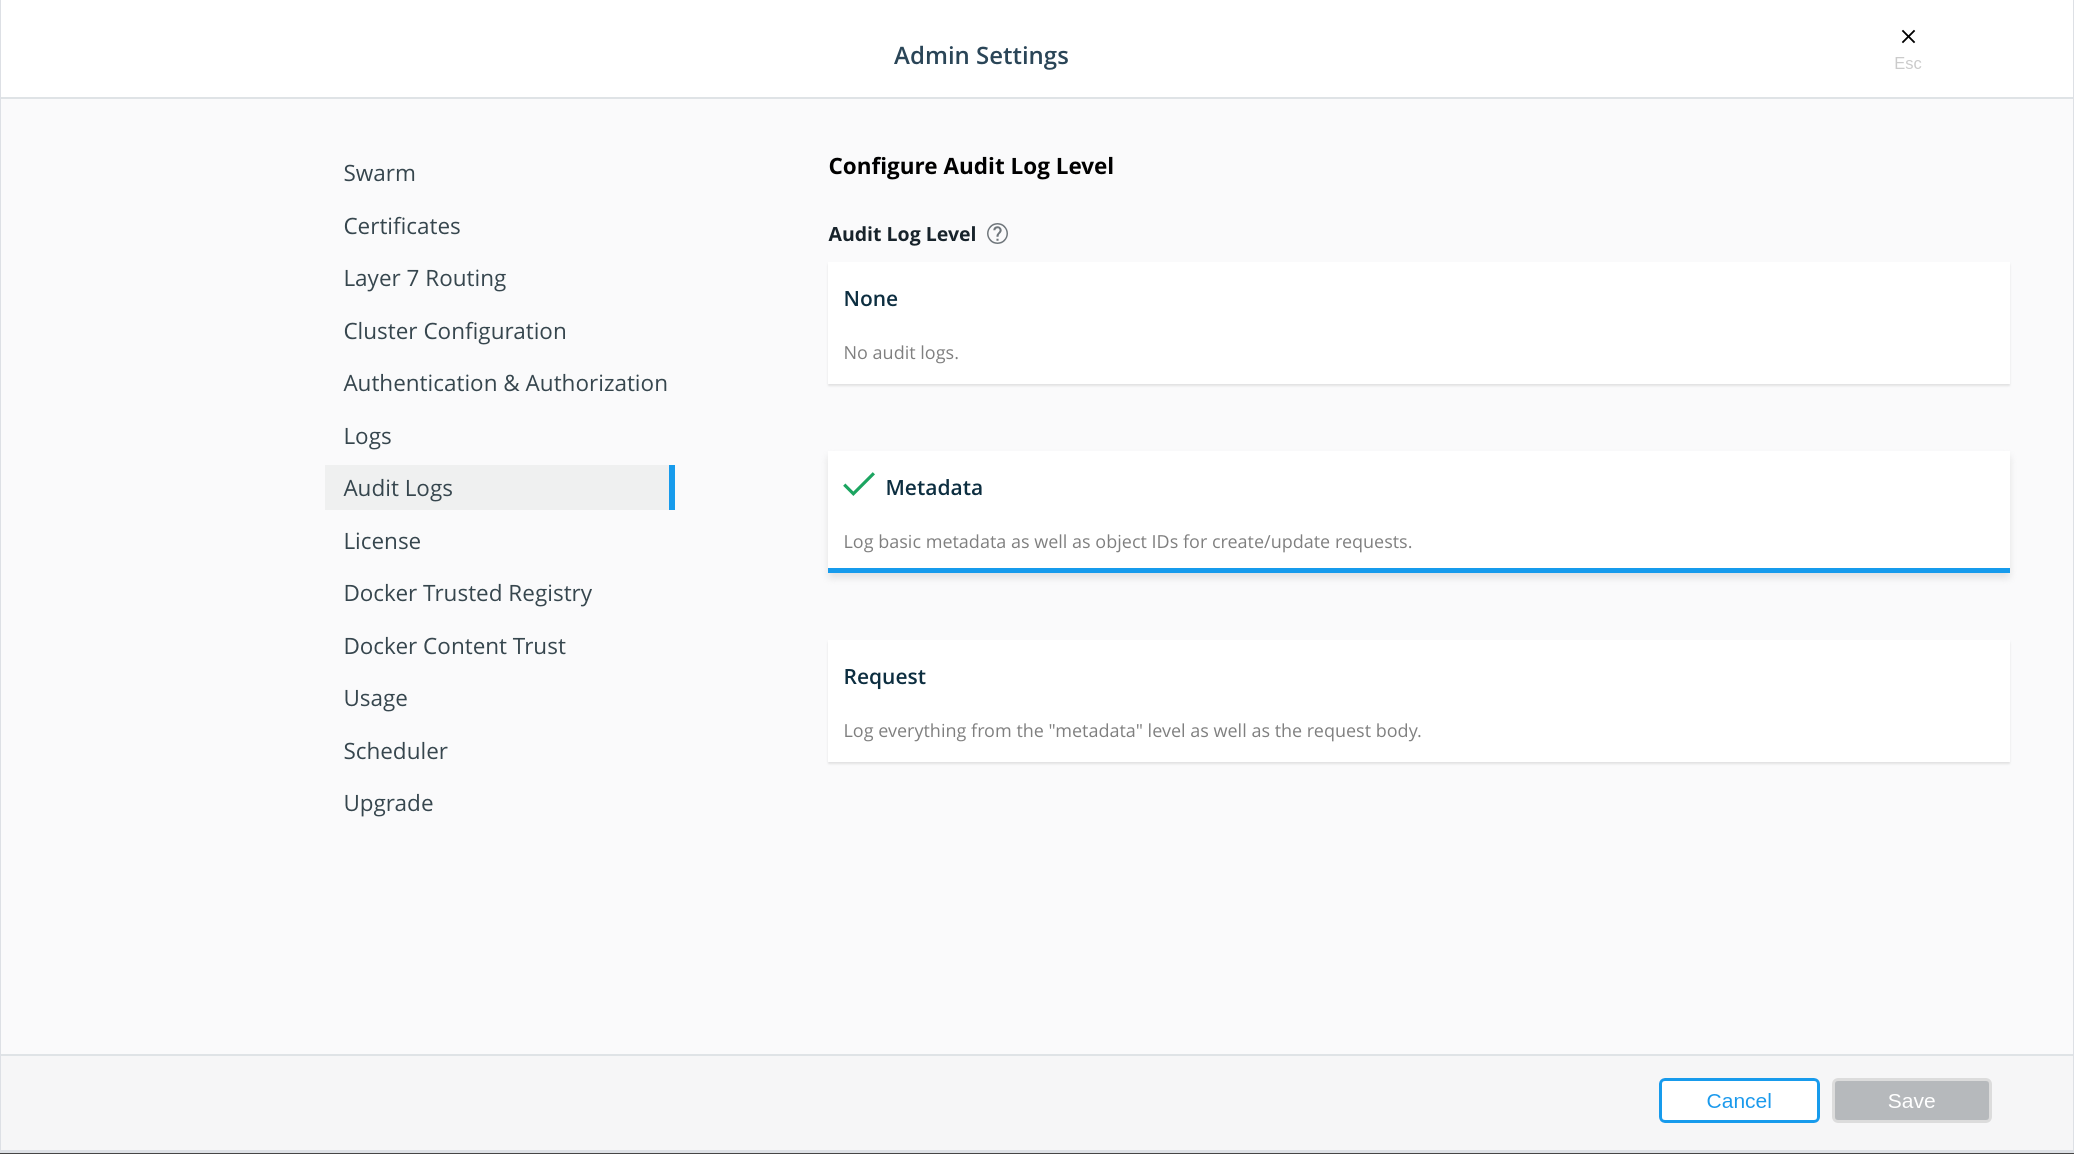 Admin Settings
Esc
Swarm
Certificates
Layer 7 Routing
Cluster Configuration
Authentication & Authorization
Logs
Audit Logs
License
Docker Trusted Registry
Docker Content Trust
Usage
Scheduler
Upgrade
Configure Audit Log Level
Audit Log Level ?
None
No audit logs.
Metadata
Log basic metadata as well as object IDs for create/update requests.
Request
Log everything from the "metadata" level as well as the request body.
Cancel
Save